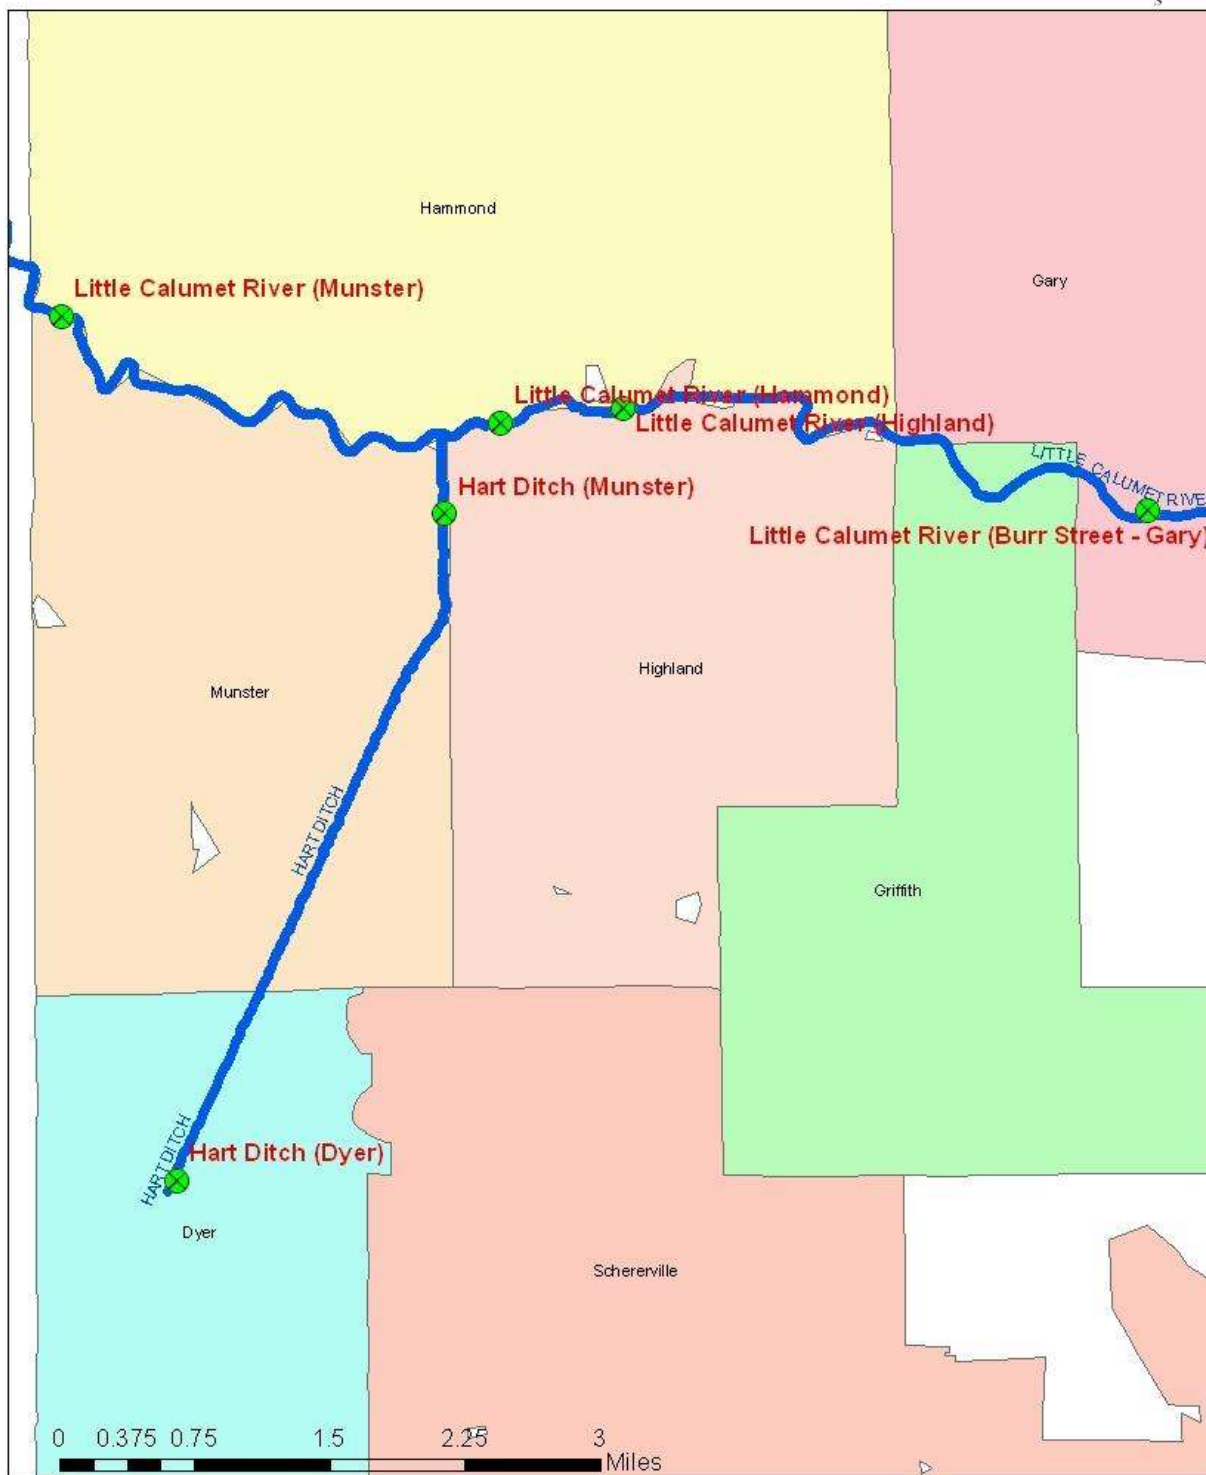 S
Hammond
Gary
Little Calumet River (Munster)
Little Calumet River (Hammond)
Little Calumet River (Highland)
LITTLE CALUMET RIVE
Hart Ditch (Munster)
Little Calumet River (Burr Street - Gary)
Highland
Munster
HART DITCH
Griffith
HART DITCH
Hart Ditch (Dyer)
Dyer
Schererville
0 0.375 0.75 1.5 2.25 3
Miles